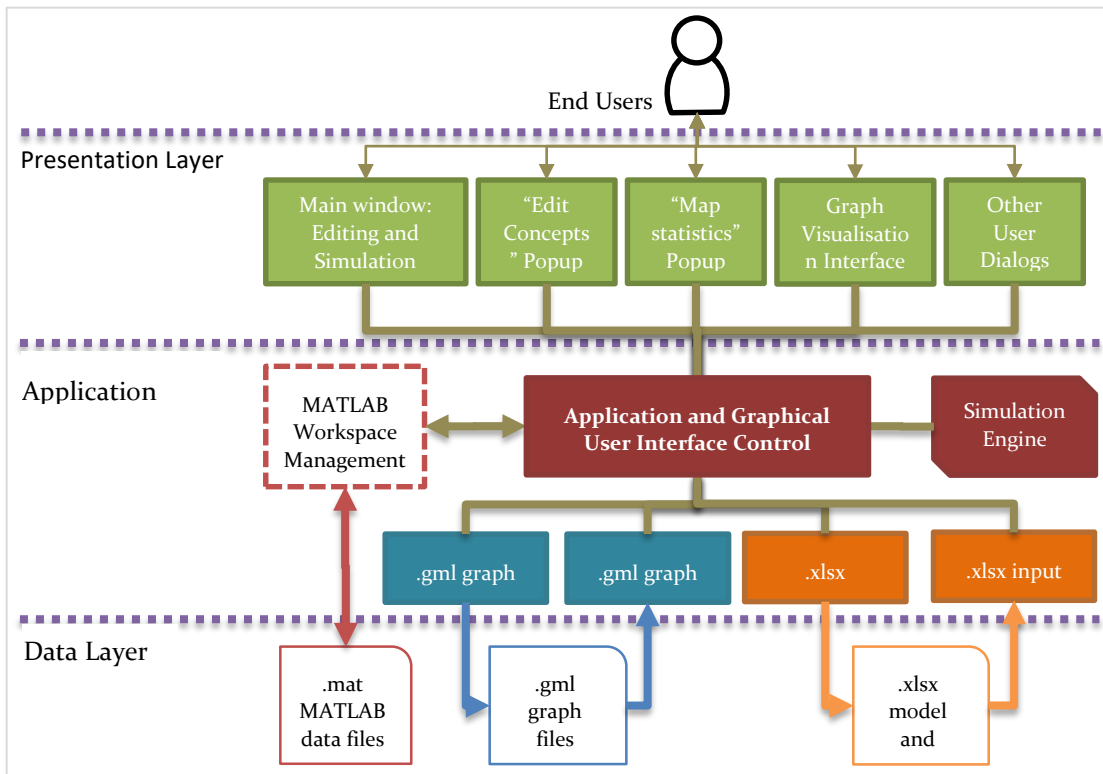 End Users
Presentation Layer
Main window:
Editing and
Simulation
“Edit
Concepts
” Popup
“Map
statistics”
Popup
Graph
Visualisatio
n Interface
Other
User
Dialogs
Application
MATLAB
Workspace
Management
Application and Graphical
User Interface Control
Simulation
Engine
.gml graph
.gml graph
.xlsx
.xlsx input
Data Layer
.mat
MATLAB
data files
.gml
graph
files
.xlsx
model
and